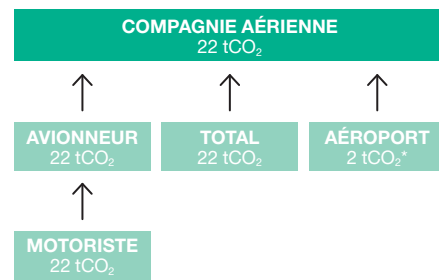 COMPAGNIE AÉRIENNE
22 tCO₂
AVIONNEUR
22 tCO₂
TOTAL
22 tCO₂
AÉROPORT
2 tCO₂*
MOTORISTE
22 tCO₂